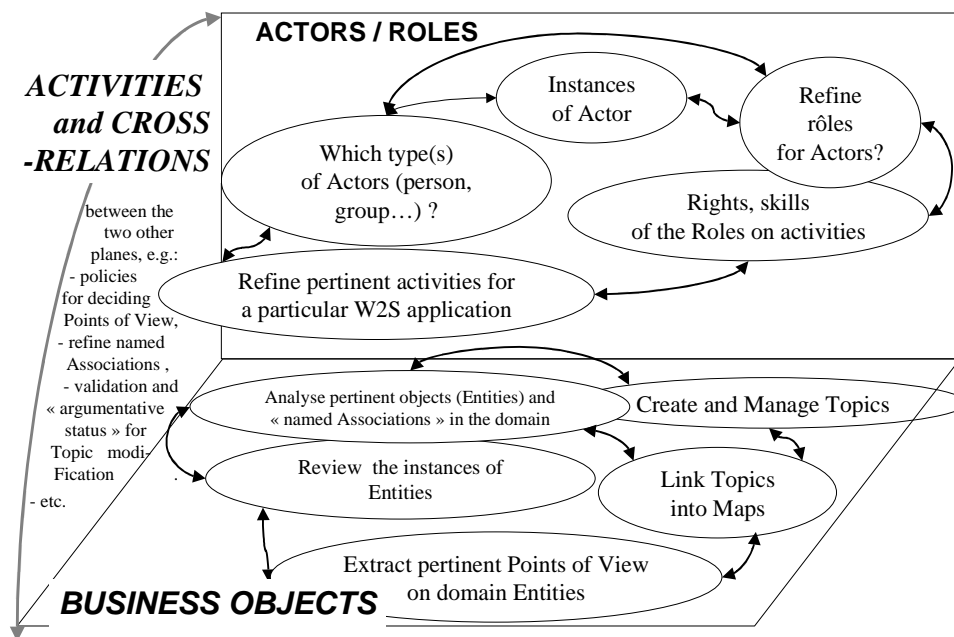 ACTORS / ROLES
ACTIVITIES
and CROSS
-RELATIONS
between the
two other
planes, e.g.:
- policies
for deciding
Points of View,
- refine named
Associations ,
- validation and
« argumentative
status » for
Topic modi-
Fication .
- etc.
Instances
of Actor
Refine
rôles
for Actors?
Which type(s)
of Actors (person,
group…) ?
Rights, skills
of the Roles on activities
Refine pertinent activities for
a particular W2S application
Analyse pertinent objects (Entities) and
« named Associations » in the domain
Create and Manage Topics
Review the instances of
Entities
Link Topics
into Maps
Extract pertinent Points of View
on domain Entities
BUSINESS OBJECTS